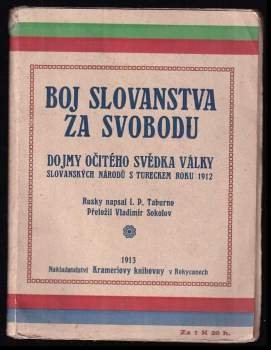 BOJ SLOVANSTVA
ZA SVOBODU
DOJMY OČITÉHO SVĚDKA VÁLKY
SLOVANSKÝCH NÁRODŮ S TURECKEM ROKU 1912
Rusky napsal I. P. Taburno
Přeložil Vladimír Sokolov
1913
Nakladatelství Krameriovy knihovny v Rokycanech
Za 1 K 20 h.